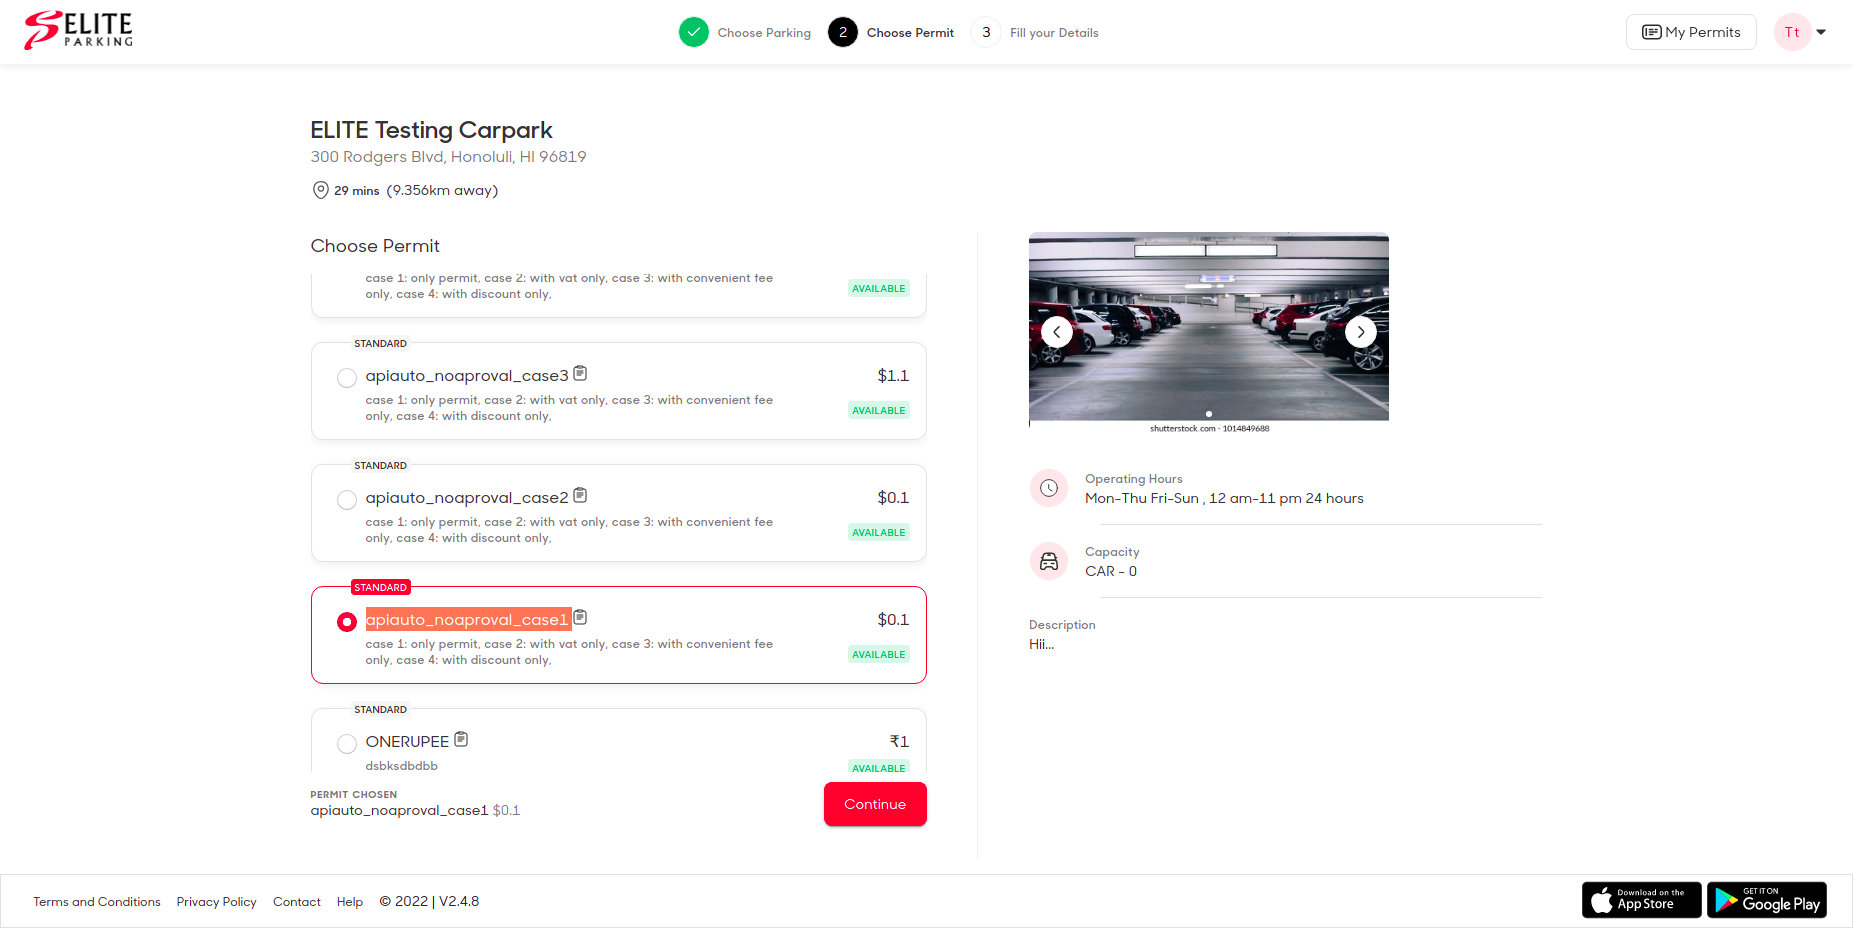 ELITE
PARKING
Choose Parking
2 Choose Permit
3 Fill your Details
My Permits
Tt
ELITE Testing Carpark
300 Rodgers Blvd, Honoluli, HI 96819
29 mins (9.356km away)
Choose Permit
case 1: only permit, case 2: with vat only, case 3: with convenient fee
only, case 4: with discount only,
AVAILABLE
STANDARD
apiauto_noaproval_case3 $1.1
case 1: only permit, case 2: with vat only, case 3: with convenient fee
only, case 4: with discount only,
AVAILABLE
STANDARD
apiauto_noaproval_case2 $0.1
case 1: only permit, case 2: with vat only, case 3: with convenient fee
only, case 4: with discount only,
AVAILABLE
STANDARD
apiauto_noaproval_case1 $0.1
case 1: only permit, case 2: with vat only, case 3: with convenient fee
only, case 4: with discount only,
AVAILABLE
STANDARD
ONERUPEE ₹1
dsbksdbdbb
AVAILABLE
PERMIT CHOSEN
apiauto_noaproval_case1 $0.1
Continue
shutterstock.com · 1014849688
Operating Hours
Mon-Thu Fri-Sun , 12 am-11 pm 24 hours
Capacity
CAR - 0
Description
Hii...
Terms and Conditions Privacy Policy Contact Help © 2022 | V2.4.8
Download on the
App Store
GET IT ON
Google Play